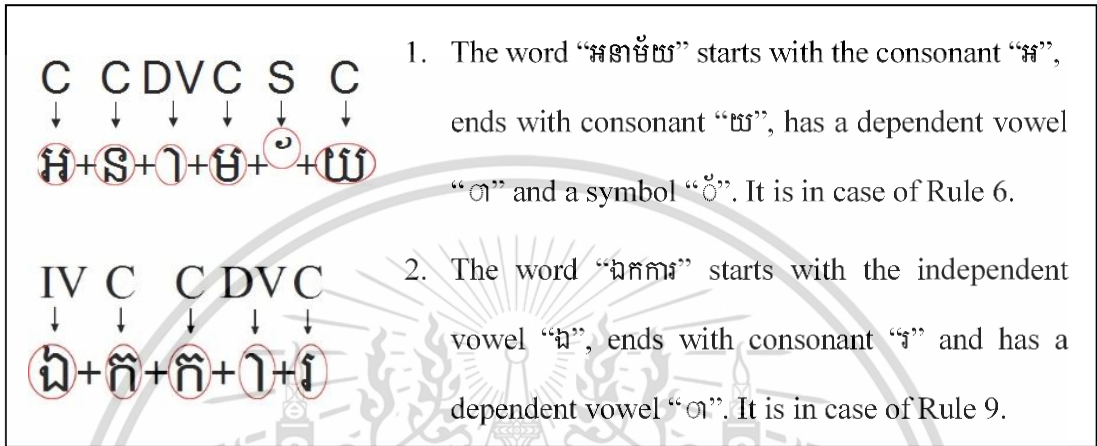 C C DV C S C
អ+ន+ា+ម+័+យ
1. The word “អនាម័យ” starts with the consonant “អ”,
ends with consonant “យ”, has a dependent vowel
“ា” and a symbol “័”. It is in case of Rule 6.
IV C C DV C
ឯ+ក+ក+ា+រ
2. The word “ឯកការ” starts with the independent
vowel “ឯ”, ends with consonant “រ” and has a
dependent vowel “ា”. It is in case of Rule 9.